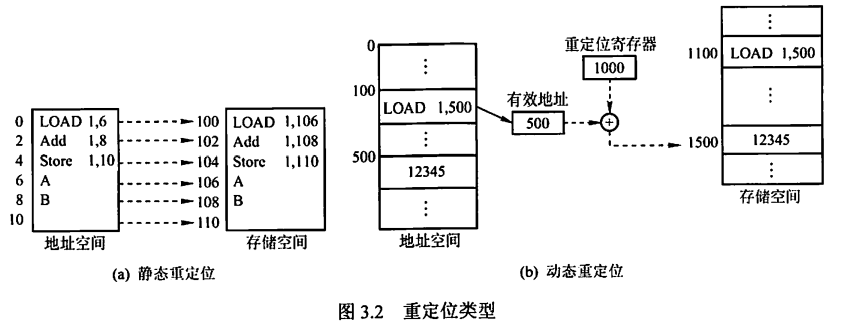 0 LOAD 1,6 100 LOAD 1,106
2 Add 1,8 102 Add 1,108
4 Store 1,10 104 Store 1,110
6 A 106 A
8 B 108 B
10 110
地址空间 存储空间
(a) 静态重定位
0
⋮
100
LOAD 1,500
⋮
500
12345
⋮
地址空间
有效地址
500
重定位寄存器
1000
+
⋮
1100 LOAD 1,500
⋮
1500 12345
⋮
存储空间
(b) 动态重定位
图 3.2 重定位类型